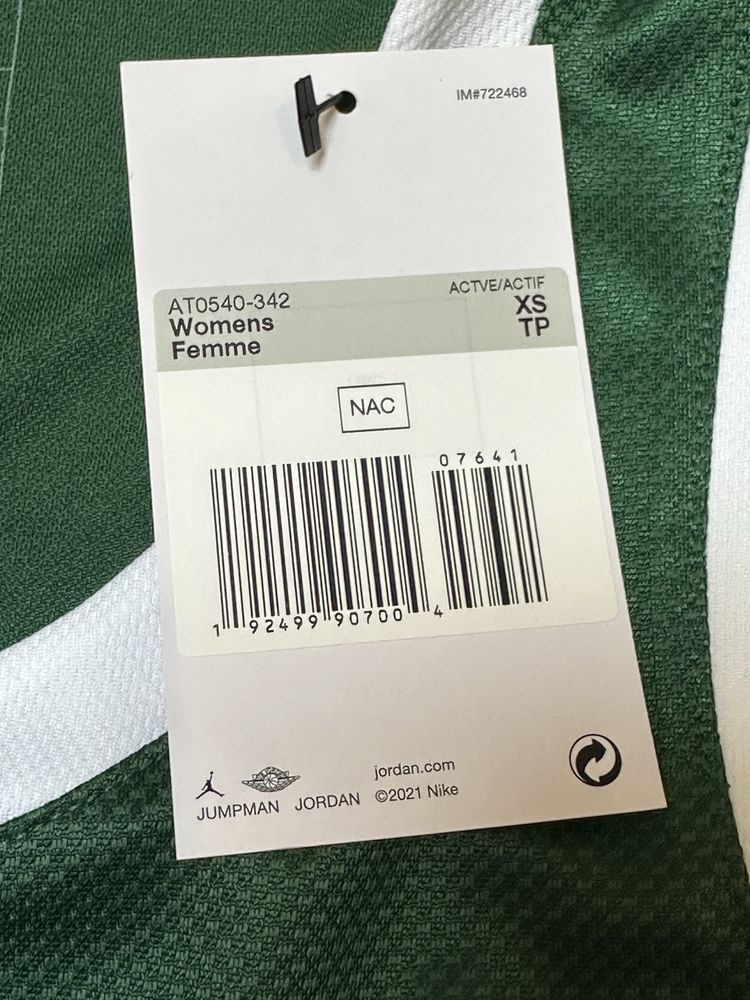 IM#722468
AT0540-342
ACTVE/ACTIF
Womens
XS
Femme
TP
NAC
07641
1 92499 90700 4
jordan.com
©2021 Nike
JUMPMAN JORDAN